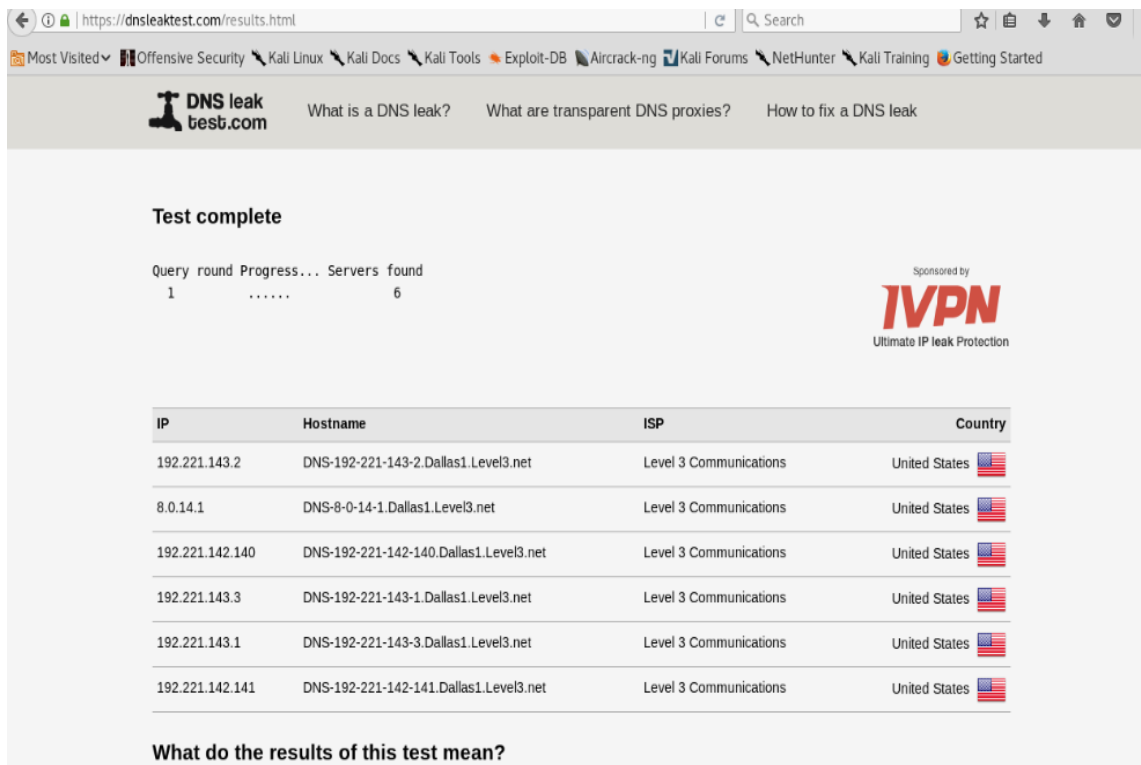 https://dnsleaktest.com/results.html Search
Most Visited Offensive Security Kali Linux Kali Docs Kali Tools Exploit-DB Aircrack-ng Kali Forums NetHunter Kali Training Getting Started
DNS leak test.com What is a DNS leak? What are transparent DNS proxies? How to fix a DNS leak
Test complete
Query round Progress... Servers found
1 ...... 6
Sponsored by
IVPN
Ultimate IP leak Protection
IP Hostname ISP Country
192.221.143.2 DNS-192-221-143-2.Dallas1.Level3.net Level 3 Communications United States
8.0.14.1 DNS-8-0-14-1.Dallas1.Level3.net Level 3 Communications United States
192.221.142.140 DNS-192-221-142-140.Dallas1.Level3.net Level 3 Communications United States
192.221.143.3 DNS-192-221-143-1.Dallas1.Level3.net Level 3 Communications United States
192.221.143.1 DNS-192-221-143-3.Dallas1.Level3.net Level 3 Communications United States
192.221.142.141 DNS-192-221-142-141.Dallas1.Level3.net Level 3 Communications United States
What do the results of this test mean?